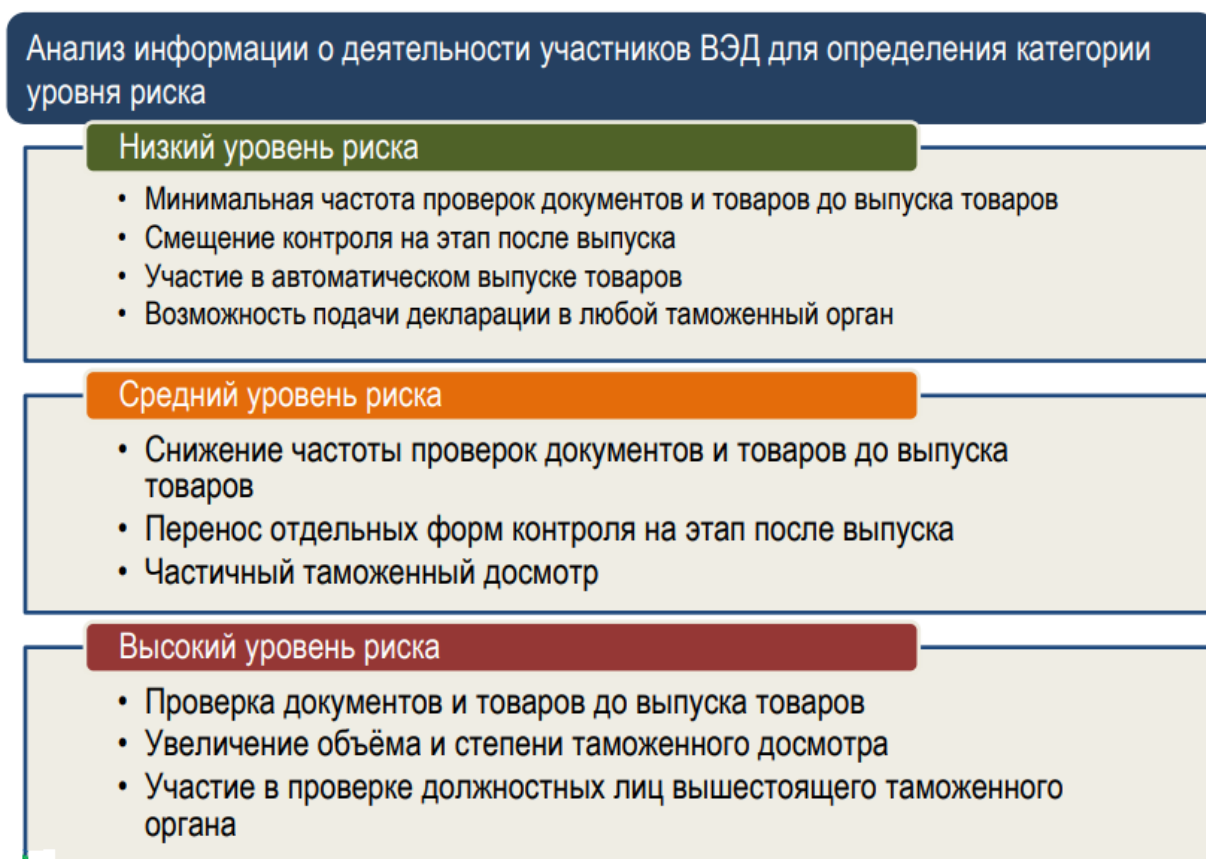 Анализ информации о деятельности участников ВЭД для определения категории
уровня риска
Низкий уровень риска
• Минимальная частота проверок документов и товаров до выпуска товаров
• Смещение контроля на этап после выпуска
• Участие в автоматическом выпуске товаров
• Возможность подачи декларации в любой таможенный орган
Средний уровень риска
• Снижение частоты проверок документов и товаров до выпуска
товаров
• Перенос отдельных форм контроля на этап после выпуска
• Частичный таможенный досмотр
Высокий уровень риска
• Проверка документов и товаров до выпуска товаров
• Увеличение объёма и степени таможенного досмотра
• Участие в проверке должностных лиц вышестоящего таможенного
органа